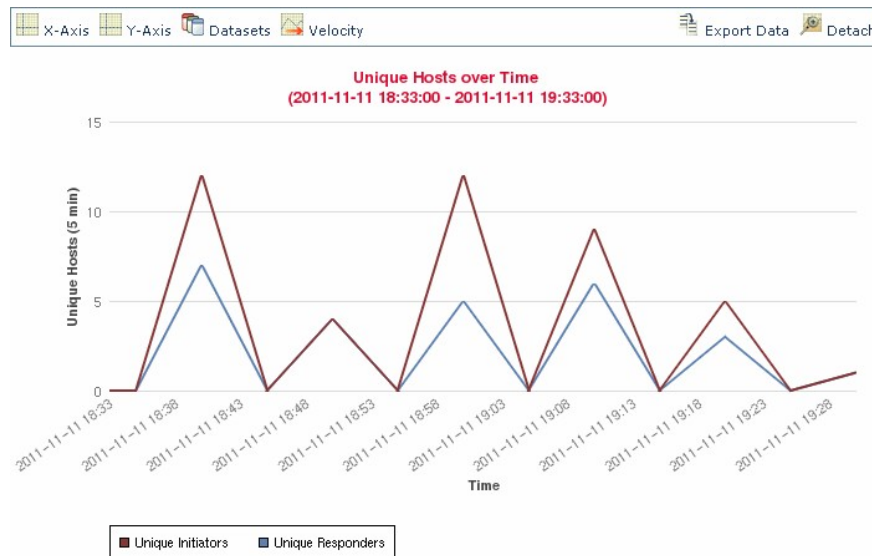 X-Axis Y-Axis Datasets Velocity Export Data Detach
Unique Hosts over Time
(2011-11-11 18:33:00 - 2011-11-11 19:33:00)
Unique Hosts (5 min)
15
10
5
0
2011-11-11 18:33
2011-11-11 18:38
2011-11-11 18:43
2011-11-11 18:48
2011-11-11 18:53
2011-11-11 18:58
2011-11-11 19:03
2011-11-11 19:08
2011-11-11 19:13
2011-11-11 19:18
2011-11-11 19:23
2011-11-11 19:28
Time
Unique Initiators Unique Responders